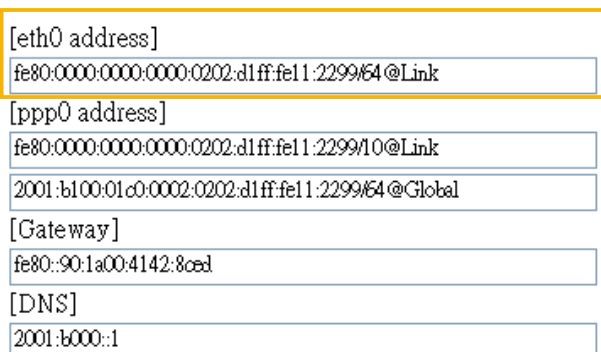 [eth0 address]
fe80:0000:0000:0000:0202:d1ff:fe11:2299/64@Link
[ppp0 address]
fe80:0000:0000:0000:0202:d1ff:fe11:2299/10@Link
2001:b100:01c0:0002:0202:d1ff:fe11:2299/64@Global
[Gateway]
fe80::90:1a00:4142:8ced
[DNS]
2001:b000::1